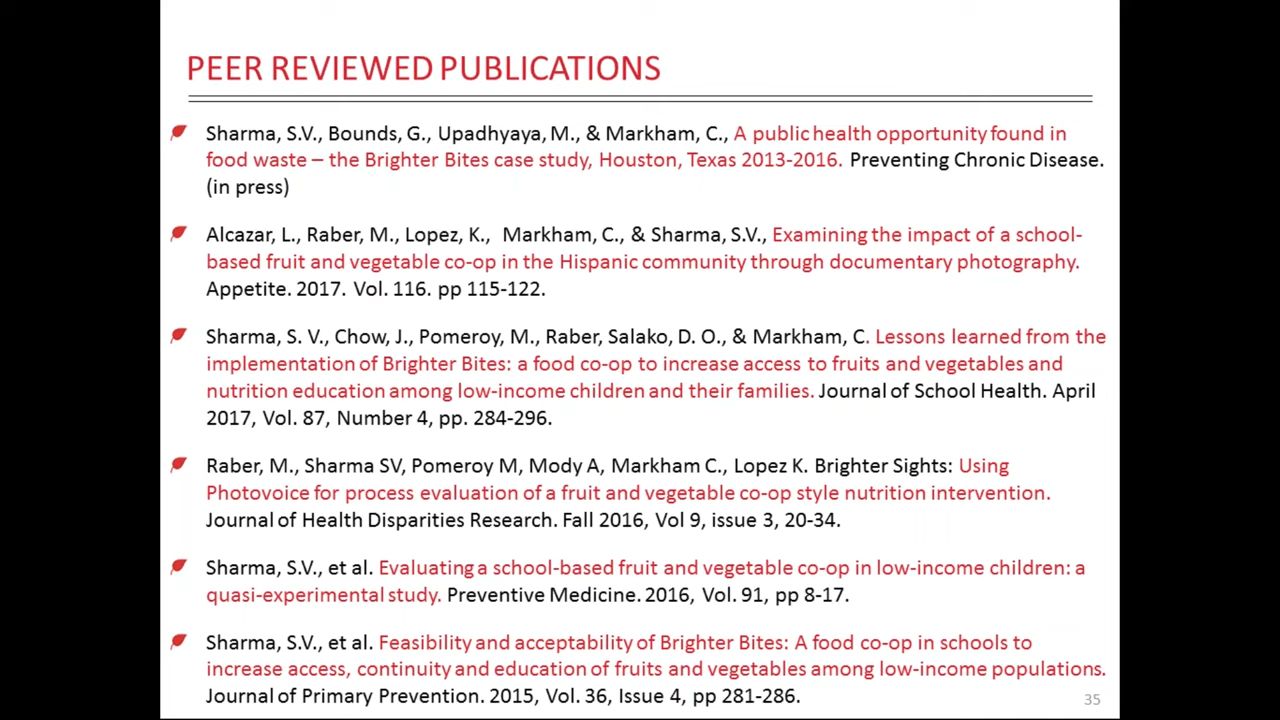 PEER REVIEWED PUBLICATIONS
Sharma, S.V., Bounds, G., Upadhyaya, M., & Markham, C., A public health opportunity found in
food waste – the Brighter Bites case study, Houston, Texas 2013-2016. Preventing Chronic Disease.
(in press)
Alcazar, L., Raber, M., Lopez, K., Markham, C., & Sharma, S.V., Examining the impact of a school-
based fruit and vegetable co-op in the Hispanic community through documentary photography.
Appetite. 2017. Vol. 116. pp 115-122.
Sharma, S. V., Chow, J., Pomeroy, M., Raber, Salako, D. O., & Markham, C. Lessons learned from the
implementation of Brighter Bites: a food co-op to increase access to fruits and vegetables and
nutrition education among low-income children and their families. Journal of School Health. April
2017, Vol. 87, Number 4, pp. 284-296.
Raber, M., Sharma SV, Pomeroy M, Mody A, Markham C., Lopez K. Brighter Sights: Using
Photovoice for process evaluation of a fruit and vegetable co-op style nutrition intervention.
Journal of Health Disparities Research. Fall 2016, Vol 9, issue 3, 20-34.
Sharma, S.V., et al. Evaluating a school-based fruit and vegetable co-op in low-income children: a
quasi-experimental study. Preventive Medicine. 2016, Vol. 91, pp 8-17.
Sharma, S.V., et al. Feasibility and acceptability of Brighter Bites: A food co-op in schools to
increase access, continuity and education of fruits and vegetables among low-income populations.
Journal of Primary Prevention. 2015, Vol. 36, Issue 4, pp 281-286.
35